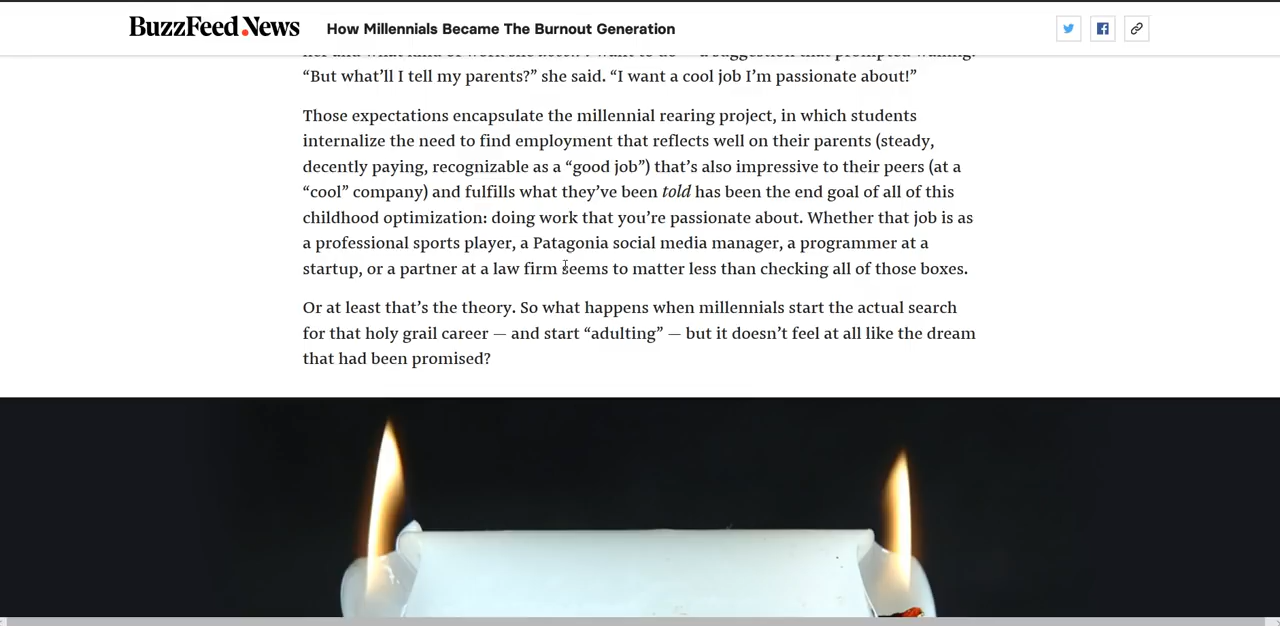 BuzzFeed News How Millennials Became The Burnout Generation
“But what’ll I tell my parents?” she said. “I want a cool job I’m passionate about!”
Those expectations encapsulate the millennial rearing project, in which students
internalize the need to find employment that reflects well on their parents (steady,
decently paying, recognizable as a “good job”) that’s also impressive to their peers (at a
“cool” company) and fulfills what they’ve been told has been the end goal of all of this
childhood optimization: doing work that you’re passionate about. Whether that job is as
a professional sports player, a Patagonia social media manager, a programmer at a
startup, or a partner at a law firm seems to matter less than checking all of those boxes.
Or at least that’s the theory. So what happens when millennials start the actual search
for that holy grail career — and start “adulting” — but it doesn’t feel at all like the dream
that had been promised?